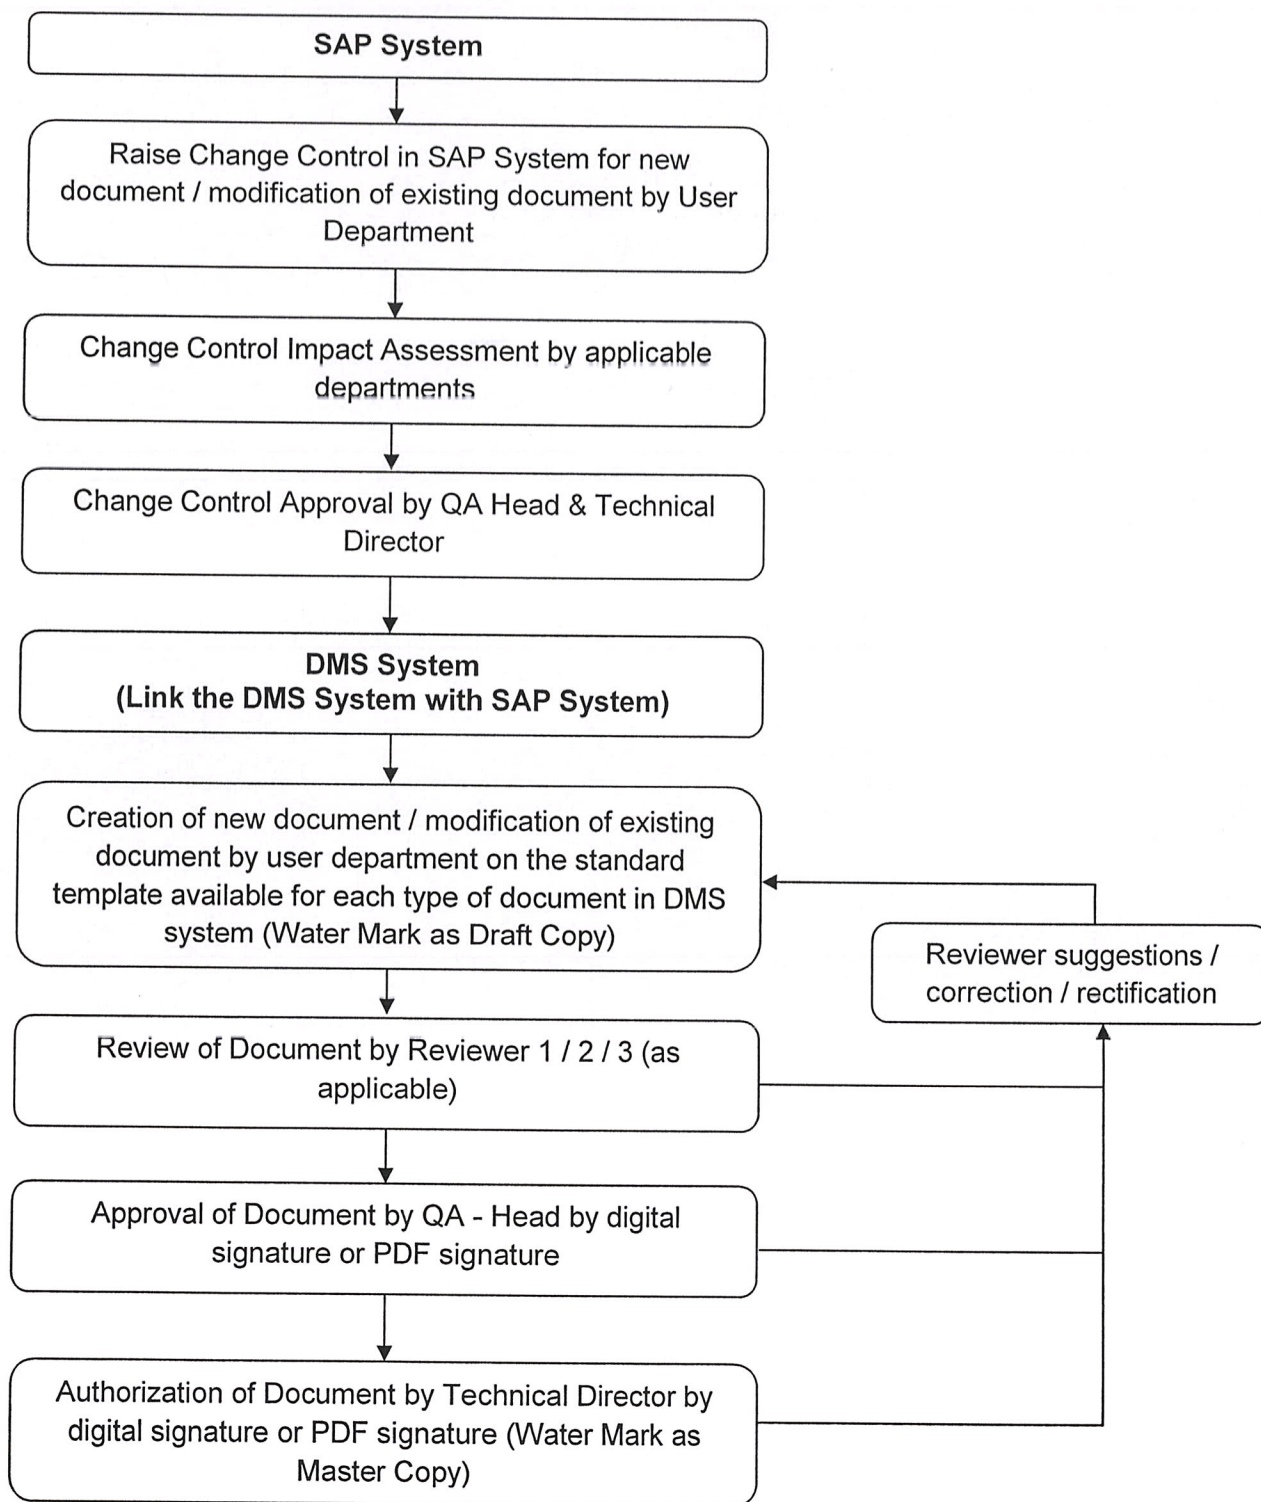 SAP System
Raise Change Control in SAP System for new
document / modification of existing document by User
Department
Change Control Impact Assessment by applicable
departments
Change Control Approval by QA Head & Technical
Director
DMS System
(Link the DMS System with SAP System)
Creation of new document / modification of existing
document by user department on the standard
template available for each type of document in DMS
system (Water Mark as Draft Copy)
Reviewer suggestions /
correction / rectification
Review of Document by Reviewer 1 / 2 / 3 (as
applicable)
Approval of Document by QA - Head by digital
signature or PDF signature
Authorization of Document by Technical Director by
digital signature or PDF signature (Water Mark as
Master Copy)